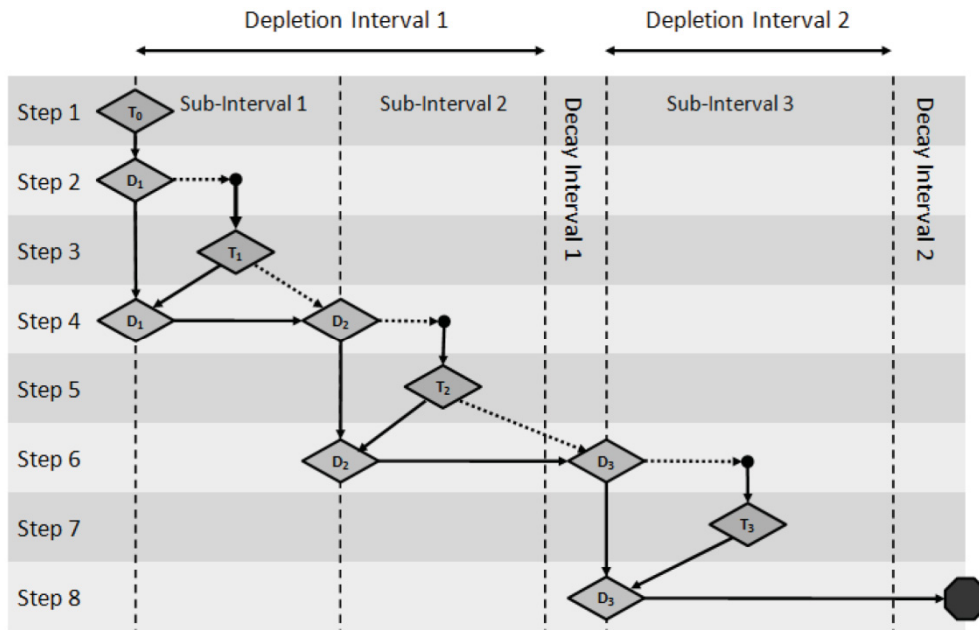 Depletion Interval 1
Depletion Interval 2
Step 1
T₀
Sub-Interval 1
Sub-Interval 2
Decay Interval 1
Sub-Interval 3
Decay Interval 2
Step 2
D₁
Step 3
T₁
Step 4
D₁
D₂
Step 5
T₂
Step 6
D₂
D₃
Step 7
T₃
Step 8
D₃